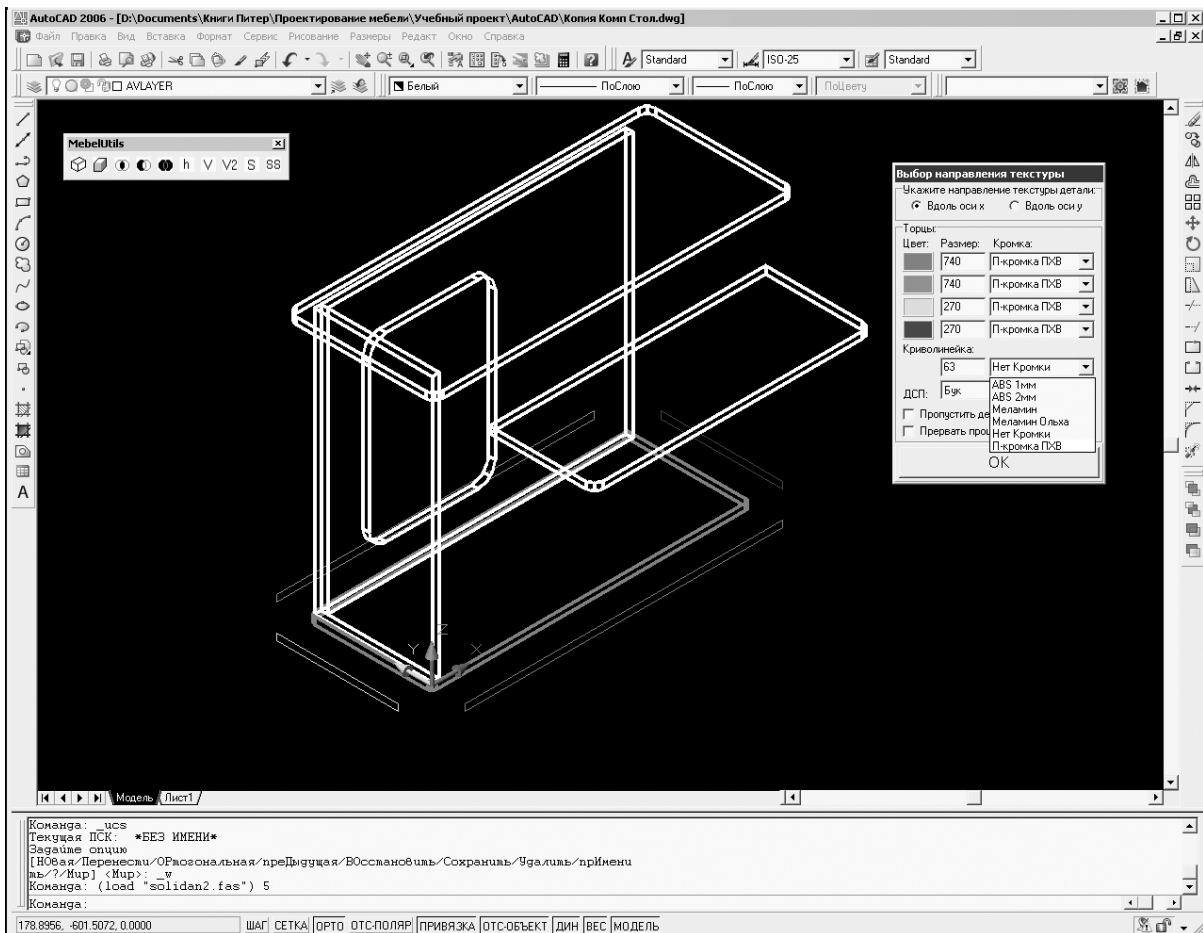 AutoCAD 2006 - [D:\Documents\Книги Питер\Проектирование мебели\Учебный проект\AutoCAD\Копия Комп Стол.dwg]
Файл Правка Вид Вставка Формат Сервис Рисование Размеры Редакт Окно Справка
Standard ISO-25 Standard
AVLAYER Белый ПоСлою ПоСлою ПоЦвету
MebelUtils
h V V2 S SS
Выбор направления текстуры
Укажите направление текстуры детали:
Вдоль оси x Вдоль оси y
Торцы:
Цвет: Размер: Кромка:
740 П-кромка ПХВ
740 П-кромка ПХВ
270 П-кромка ПХВ
270 П-кромка ПХВ
Криволинейка:
63 Нет Кромки
ABS 1мм
ДСП: Бук ABS 2мм
Меламин
Пропустить де
Меламин Ольха
Прервать проц
Нет Кромки
П-кромка ПХВ
OK
A
Z
Y X
Модель Лист1
Команда: _ucs
Текущая ПСК: *БЕЗ ИМЕНИ*
Задайте опцию
[НОвая/Перенести/ОРтогональная/преДыдущая/ВОсстановить/Сохранить/Удалить/прИмени
ть/?/Мир] <Мир>: _w
Команда: (load "solidan2.fas") 5
Команда:
178.8956, -601.5072, 0.0000 ШАГ СЕТКА ОРТО ОТС-ПОЛЯР ПРИВЯЗКА ОТС-ОБЪЕКТ ДИН ВЕС МОДЕЛЬ